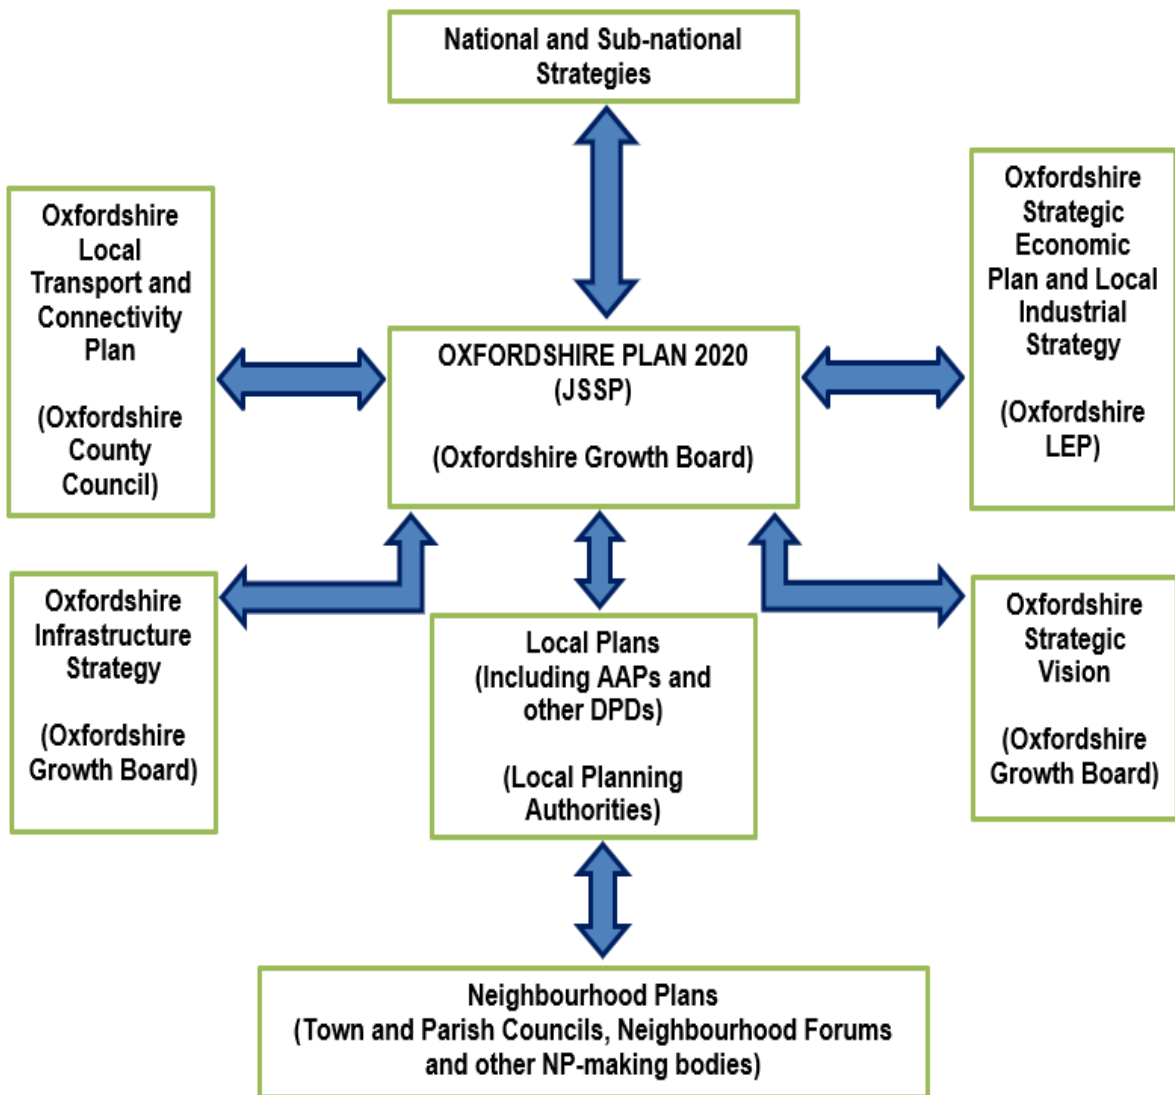 National and Sub-national
Strategies
Oxfordshire
Local
Transport and
Connectivity
Plan
(Oxfordshire
County
Council)
OXFORDSHIRE PLAN 2020
(JSSP)
(Oxfordshire Growth Board)
Oxfordshire
Strategic
Economic
Plan and Local
Industrial
Strategy
(Oxfordshire
LEP)
Oxfordshire
Infrastructure
Strategy
(Oxfordshire
Growth Board)
Local Plans
(Including AAPs and
other DPDs)
(Local Planning
Authorities)
Oxfordshire
Strategic
Vision
(Oxfordshire
Growth Board)
Neighbourhood Plans
(Town and Parish Councils, Neighbourhood Forums
and other NP-making bodies)